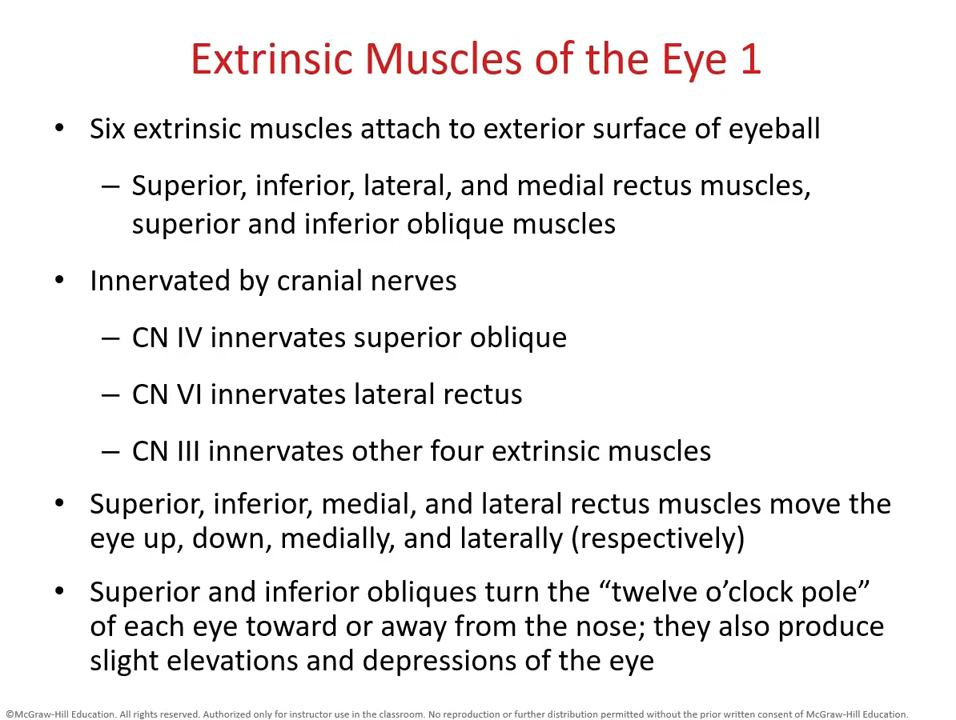 Extrinsic Muscles of the Eye 1
• Six extrinsic muscles attach to exterior surface of eyeball
– Superior, inferior, lateral, and medial rectus muscles,
superior and inferior oblique muscles
• Innervated by cranial nerves
– CN IV innervates superior oblique
– CN VI innervates lateral rectus
– CN III innervates other four extrinsic muscles
• Superior, inferior, medial, and lateral rectus muscles move the
eye up, down, medially, and laterally (respectively)
• Superior and inferior obliques turn the “twelve o’clock pole”
of each eye toward or away from the nose; they also produce
slight elevations and depressions of the eye
©McGraw-Hill Education. All rights reserved. Authorized only for instructor use in the classroom. No reproduction or further distribution permitted without the prior written consent of McGraw-Hill Education.